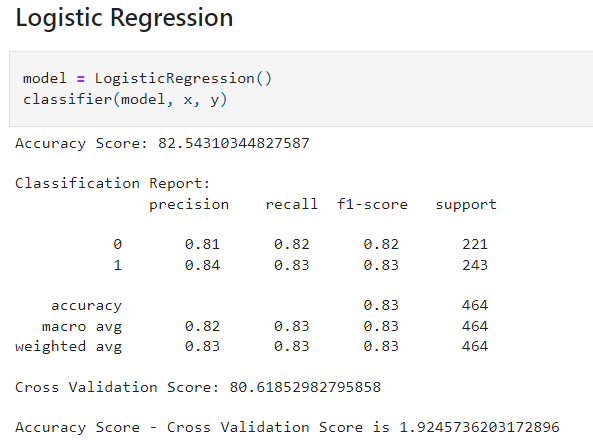 Logistic Regression
model = LogisticRegression()
classifier(model, x, y)
Accuracy Score: 82.54310344827587
Classification Report:
precision recall f1-score support
0 0.81 0.82 0.82 221
1 0.84 0.83 0.83 243
accuracy 0.83 464
macro avg 0.82 0.83 0.83 464
weighted avg 0.83 0.83 0.83 464
Cross Validation Score: 80.61852982795858
Accuracy Score - Cross Validation Score is 1.9245736203172896